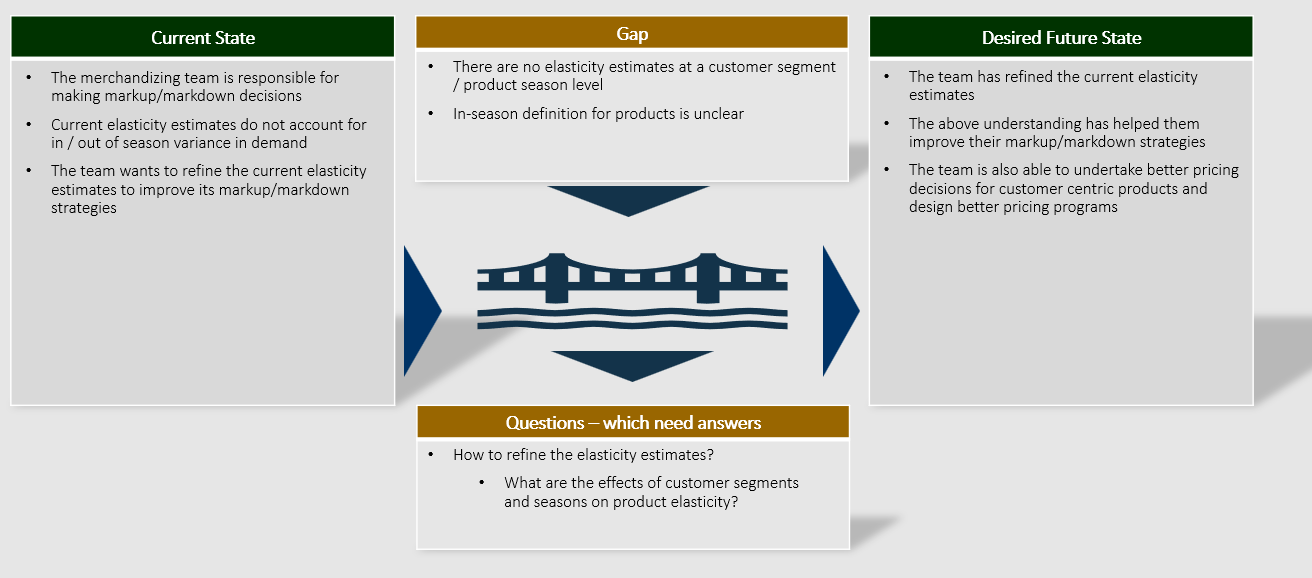 Current State
• The merchandizing team is responsible for
making markup/markdown decisions
• Current elasticity estimates do not account for
in / out of season variance in demand
• The team wants to refine the current elasticity
estimates to improve its markup/markdown
strategies
Gap
• There are no elasticity estimates at a customer segment
/ product season level
• In-season definition for products is unclear
Questions – which need answers
• How to refine the elasticity estimates?
• What are the effects of customer segments
and seasons on product elasticity?
Desired Future State
• The team has refined the current elasticity
estimates
• The above understanding has helped them
improve their markup/markdown strategies
• The team is also able to undertake better pricing
decisions for customer centric products and
design better pricing programs